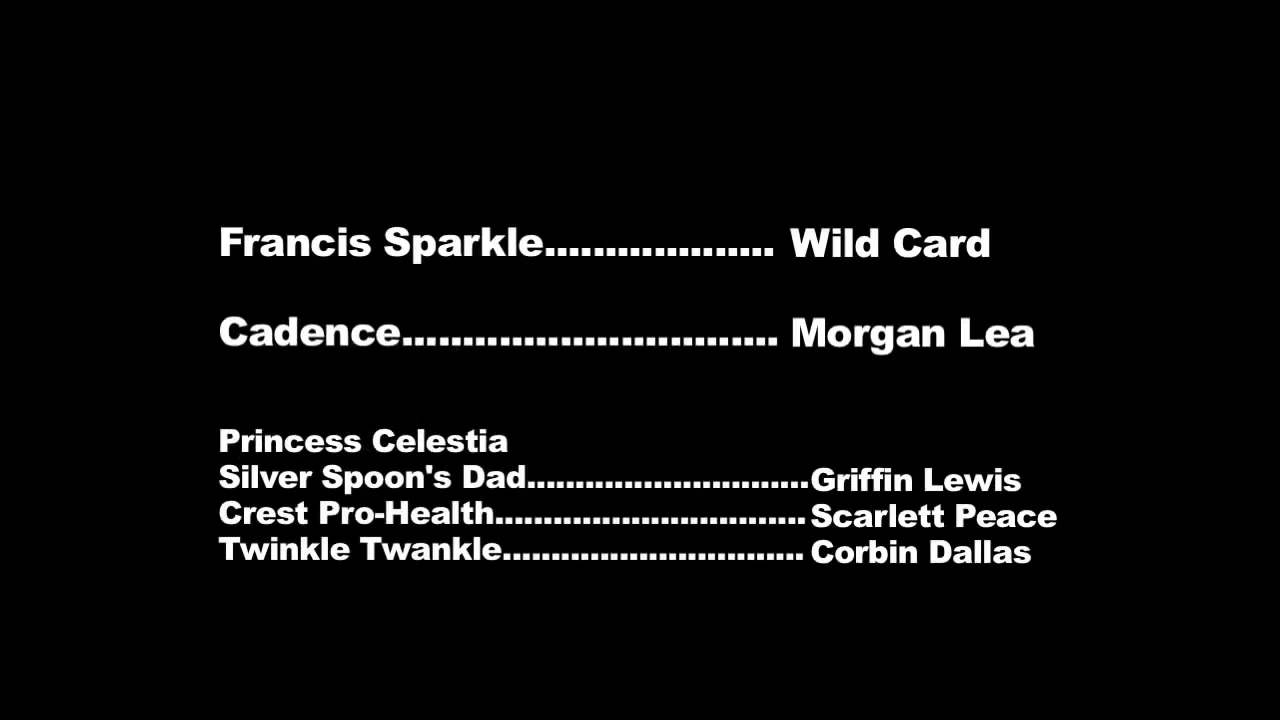 Francis Sparkle................... Wild Card
Cadence............................... Morgan Lea
Princess Celestia
Silver Spoon's Dad.............................Griffin Lewis
Crest Pro-Health................................Scarlett Peace
Twinkle Twankle............................... Corbin Dallas